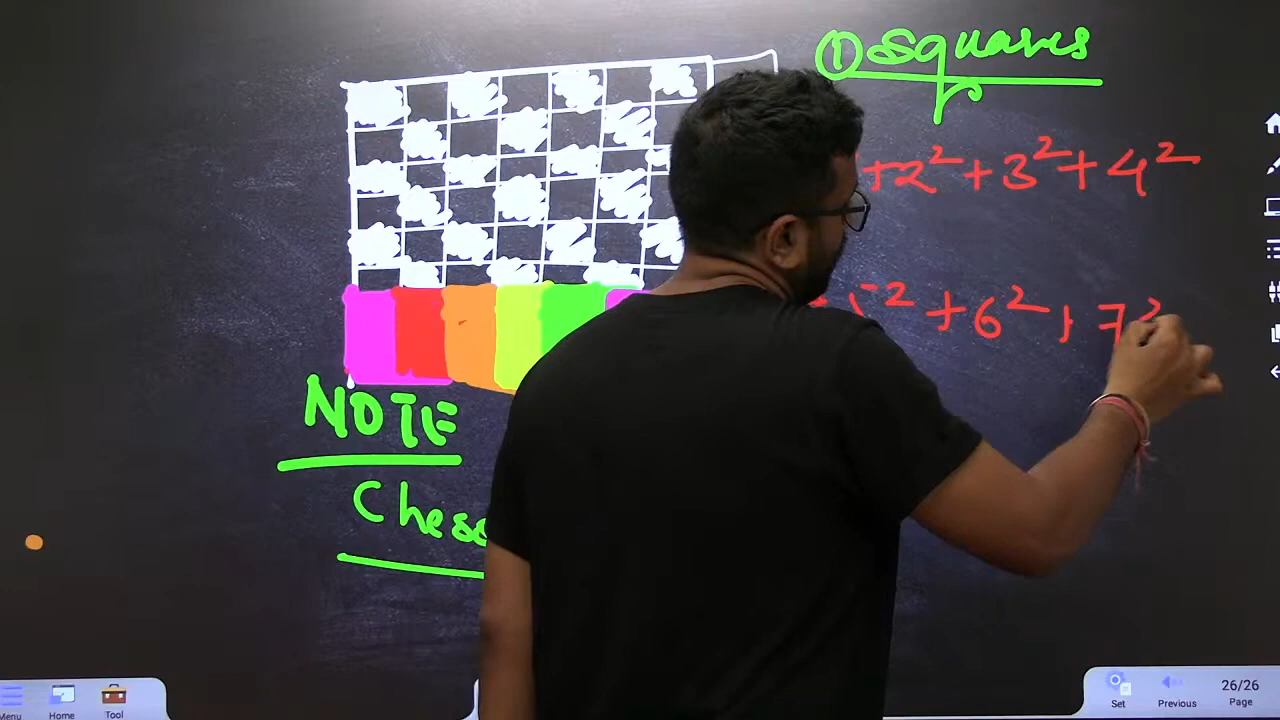 ① Squares
+2²+3²+4²
5²+6²+7²
NOTE
Chess
26/26
Menu Home Tool Set Previous Page